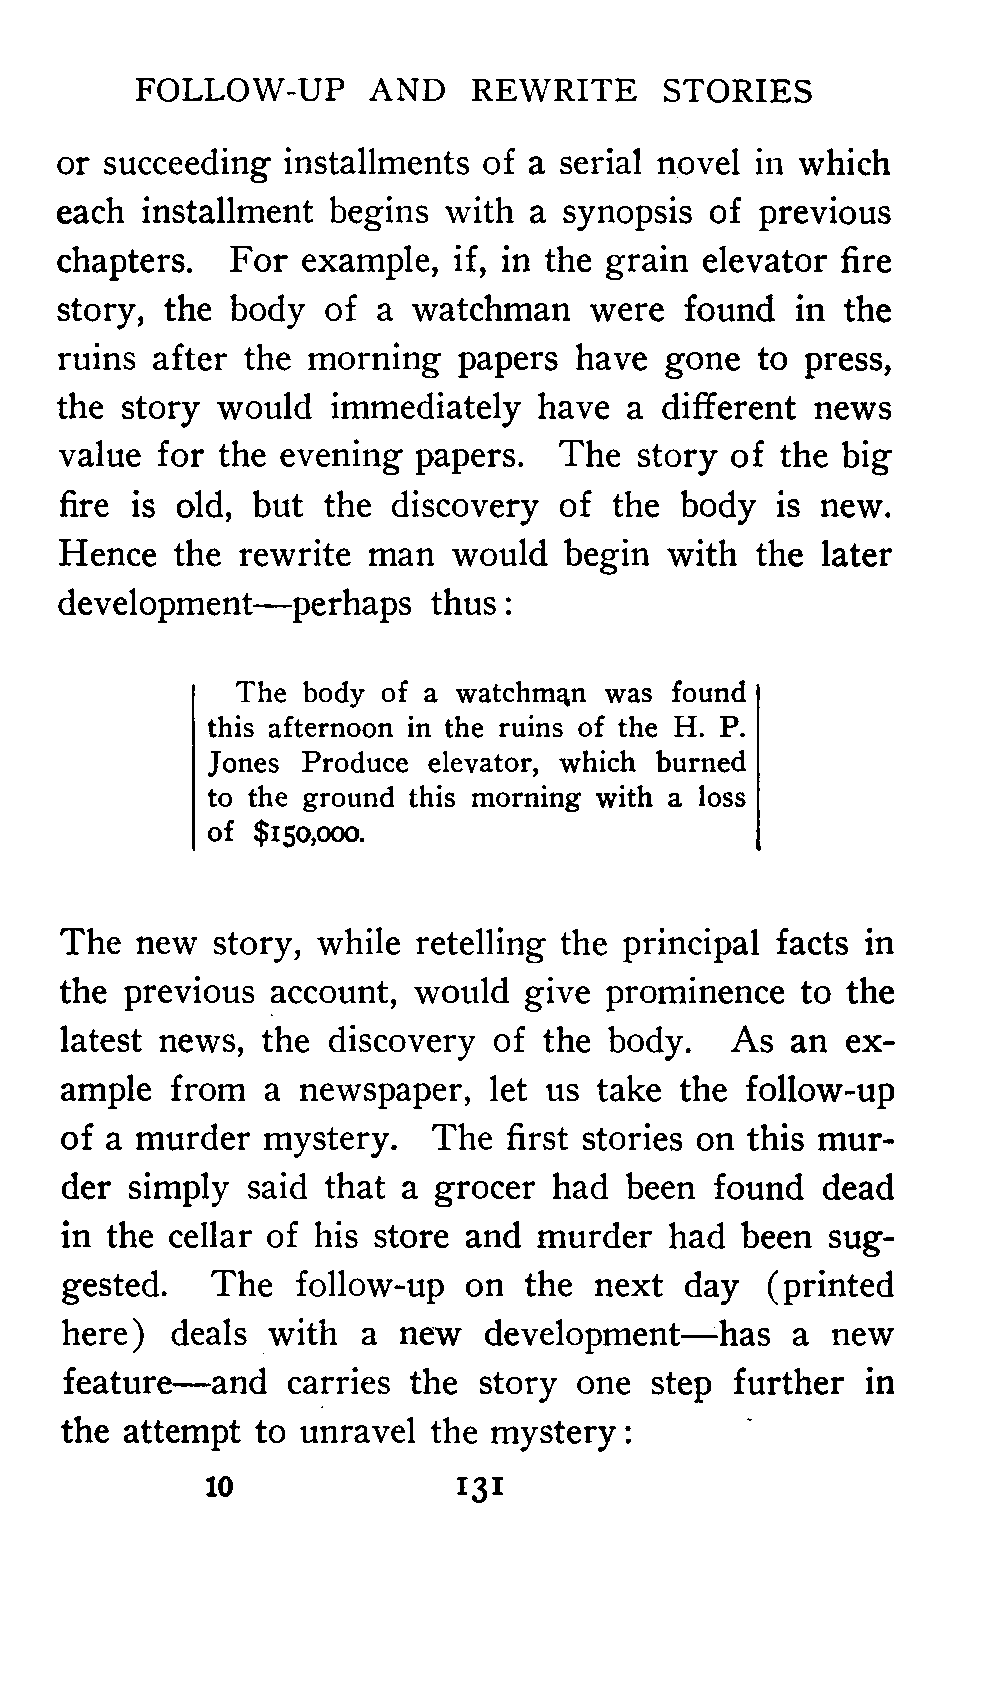 FOLLOW-UP AND REWRITE STORIES
or succeeding installments of a serial novel in which
each installment begins with a synopsis of previous
chapters. For example, if, in the grain elevator fire
story, the body of a watchman were found in the
ruins after the morning papers have gone to press,
the story would immediately have a different news
value for the evening papers. The story of the big
fire is old, but the discovery of the body is new.
Hence the rewrite man would begin with the later
development—perhaps thus:
The body of a watchman was found
this afternoon in the ruins of the H. P.
Jones Produce elevator, which burned
to the ground this morning with a loss
of $150,000.
The new story, while retelling the principal facts in
the previous account, would give prominence to the
latest news, the discovery of the body. As an ex-
ample from a newspaper, let us take the follow-up
of a murder mystery. The first stories on this mur-
der simply said that a grocer had been found dead
in the cellar of his store and murder had been sug-
gested. The follow-up on the next day (printed
here) deals with a new development—has a new
feature—and carries the story one step further in
the attempt to unravel the mystery:
10 131